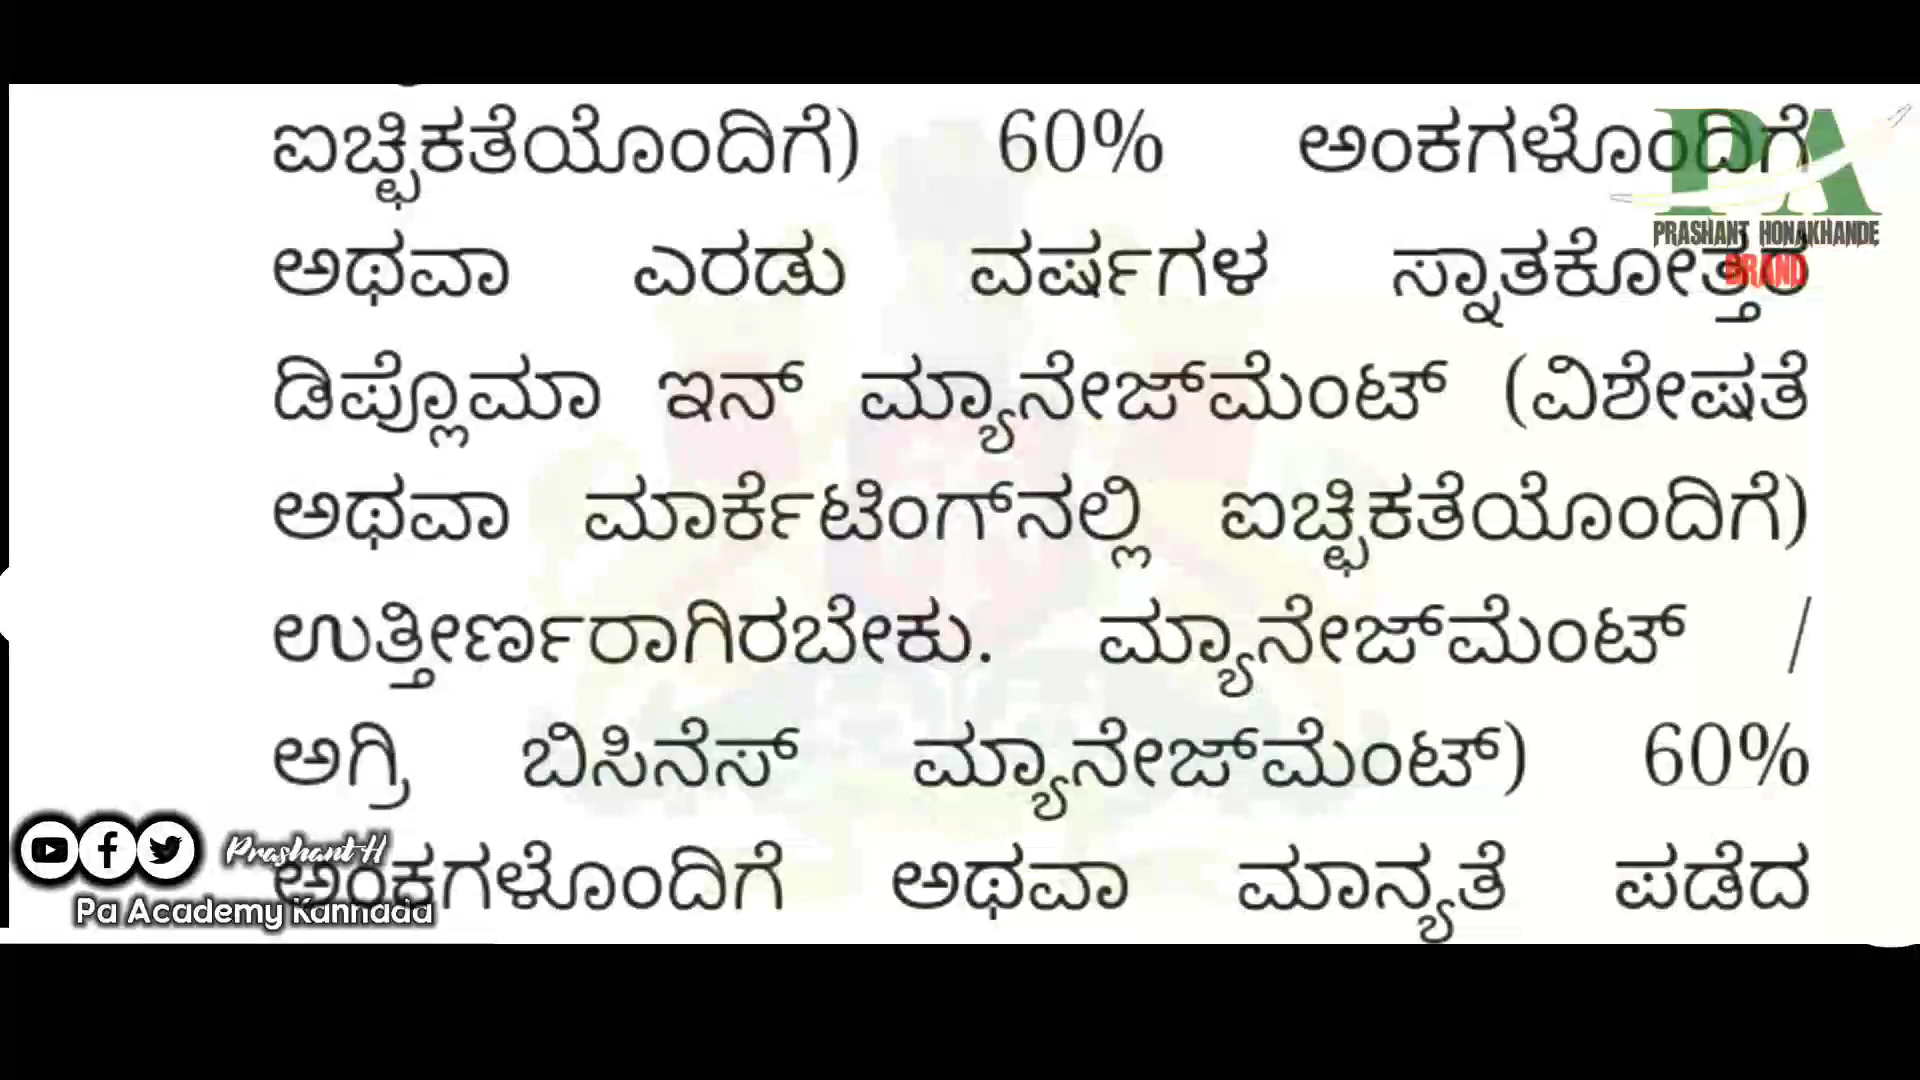 ಐಚ್ಛಿಕತೆಯೊಂದಿಗೆ) 60% ಅಂಕಗಳೊಂದಿಗೆ
PA
PRASHANT HONAKHANDE
BRAND
ಅಥವಾ ಎರಡು ವರ್ಷಗಳ ಸ್ನಾತಕೋತ್ತರ
ಡಿಪ್ಲೊಮಾ ಇನ್ ಮ್ಯಾನೇಜ್‌ಮೆಂಟ್ (ವಿಶೇಷತೆ
ಅಥವಾ ಮಾರ್ಕೆಟಿಂಗ್‌ನಲ್ಲಿ ಐಚ್ಛಿಕತೆಯೊಂದಿಗೆ)
ಉತ್ತೀರ್ಣರಾಗಿರಬೇಕು. ಮ್ಯಾನೇಜ್‌ಮೆಂಟ್ /
ಅಗ್ರಿ ಬಿಸಿನೆಸ್ ಮ್ಯಾನೇಜ್‌ಮೆಂಟ್) 60%
ಅಂಕಗಳೊಂದಿಗೆ ಅಥವಾ ಮಾನ್ಯತೆ ಪಡೆದ
Prashant H
Pa Academy Kannada